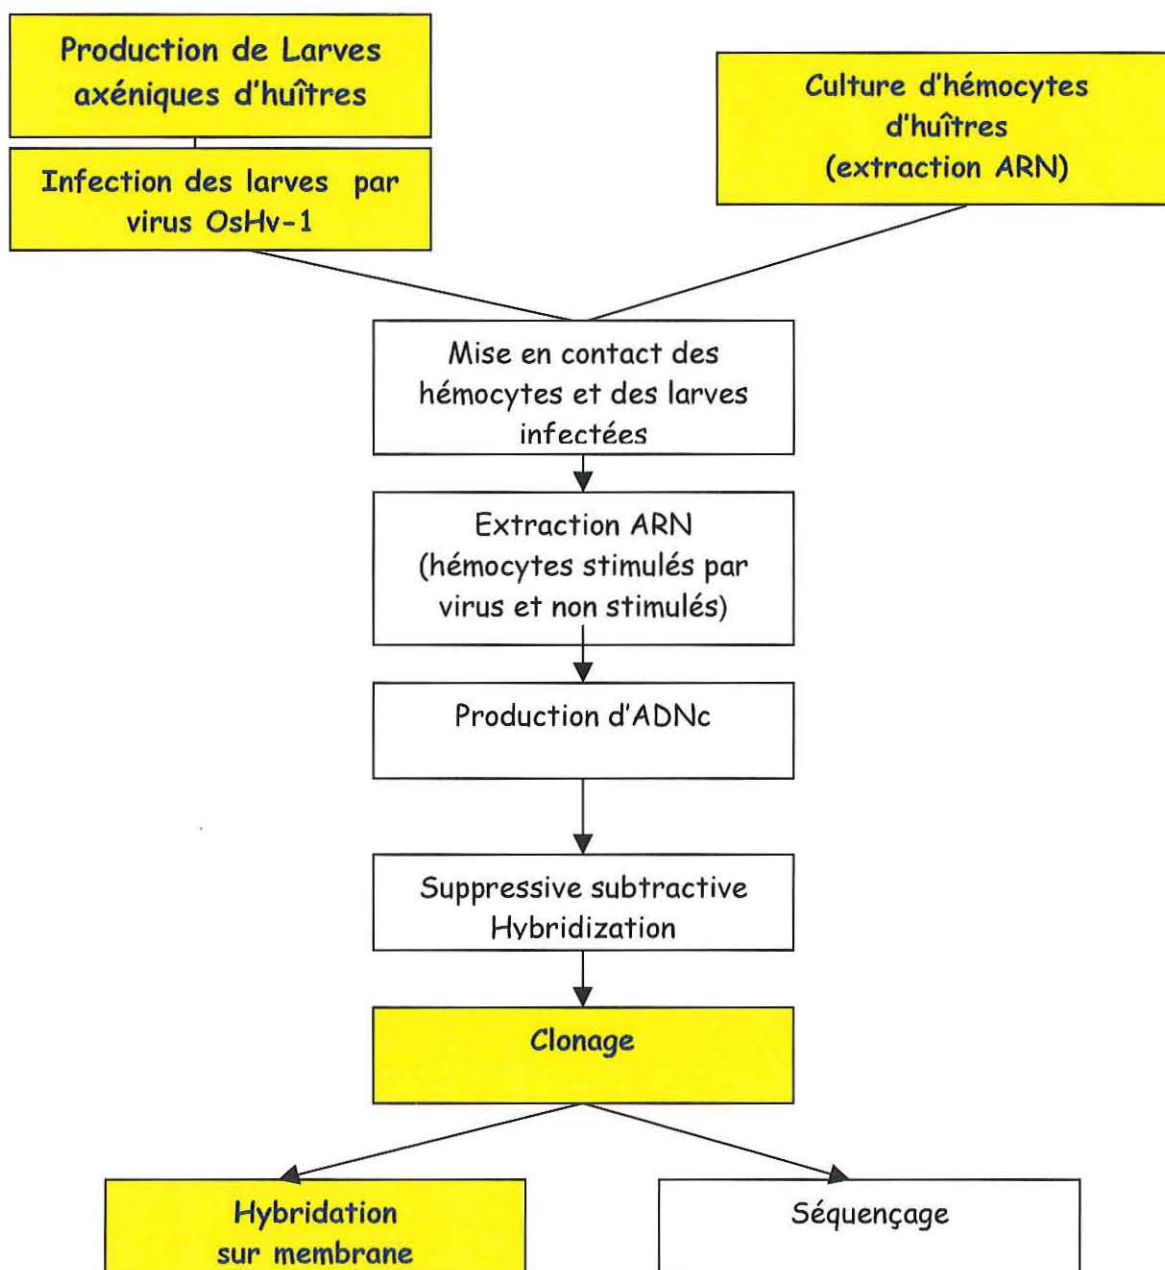 Production de Larves
axéniques d'huîtres
Infection des larves par
virus OsHv-1
Culture d'hémocytes
d'huîtres
(extraction ARN)
Mise en contact des
hémocytes et des larves
infectées
Extraction ARN
(hémocytes stimulés par
virus et non stimulés)
Production d'ADNc
Suppressive subtractive
Hybridization
Clonage
Hybridation
sur membrane
Séquençage